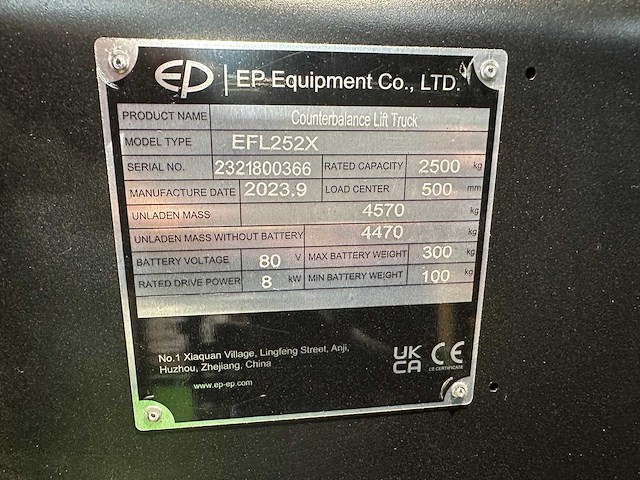 EP | EP Equipment Co., LTD.
PRODUCT NAME Counterbalance Lift Truck
MODEL TYPE EFL252X
SERIAL NO. 2321800366 RATED CAPACITY 2500 kg
MANUFACTURE DATE 2023.9 LOAD CENTER 500 mm
UNLADEN MASS 4570 kg
UNLADEN MASS WITHOUT BATTERY 4470 kg
BATTERY VOLTAGE 80 V MAX BATTERY WEIGHT 300 kg
RATED DRIVE POWER 8 kW MIN BATTERY WEIGHT 100 kg
No.1 Xiaquan Village, Lingfeng Street, Anji,
Huzhou, Zhejiang, China
www.ep-ep.com
UK
CA CE
CE CERTIFICATE